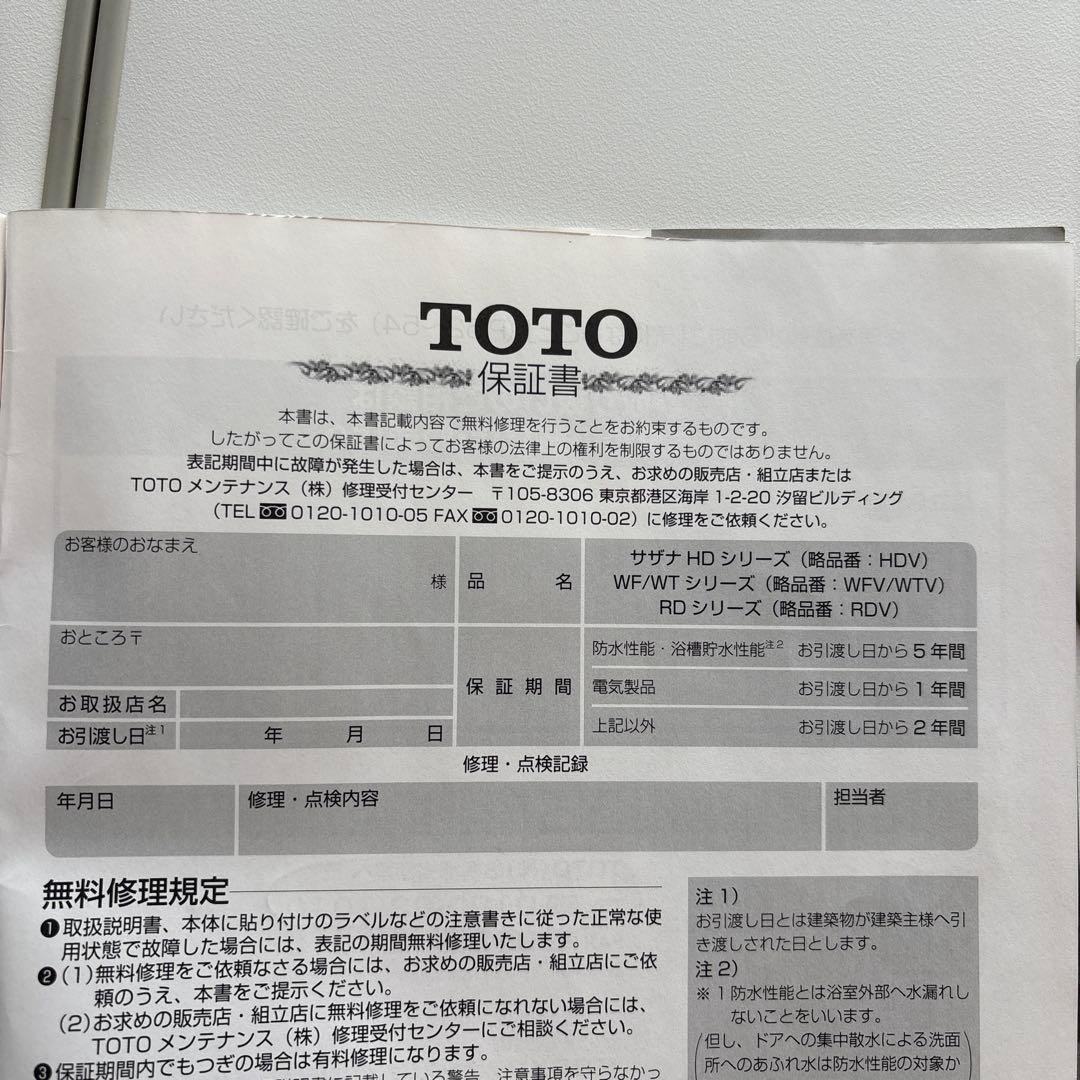 TOTO
保証書
本書は、本書記載内容で無料修理を行うことをお約束するものです。
したがってこの保証書によってお客様の法律上の権利を制限するものではありません。
表記期間中に故障が発生した場合は、本書をご提示のうえ、お求めの販売店・組立店または
TOTOメンテナンス（株）修理受付センター 〒105-8306 東京都港区海岸 1-2-20 汐留ビルディング
（TEL 0120-1010-05 FAX 0120-1010-02）に修理をご依頼ください。
お客様のおなまえ
様
品名
サザナ HD シリーズ（略品番：HDV）
WF/WT シリーズ（略品番：WFV/WTV）
RD シリーズ（略品番：RDV）
おところ〒
お取扱店名
お引渡し日注1 年 月 日
保証期間
防水性能・浴槽貯水性能注2 お引渡し日から 5 年間
電気製品 お引渡し日から 1 年間
上記以外 お引渡し日から 2 年間
修理・点検記録
年月日 修理・点検内容 担当者
無料修理規定
❶取扱説明書、本体に貼り付けのラベルなどの注意書きに従った正常な使
用状態で故障した場合には、表記の期間無料修理いたします。
❷（1）無料修理をご依頼なさる場合には、お求めの販売店・組立店にご依
頼のうえ、本書をご提示ください。
（2）お求めの販売店・組立店に無料修理をご依頼になれない場合には、
TOTOメンテナンス（株）修理受付センターにご相談ください。
❸保証期間内でもつぎの場合は有料修理になります。
に記載している警告、注意事項を守らなかっ
注1）
お引渡し日とは建築物が建築主様へ引
き渡しされた日とします。
注2）
※1防水性能とは浴室外部へ水漏れし
ないことをいいます。
（但し、ドアへの集中散水による洗面
所へのあふれ水は防水性能の対象か